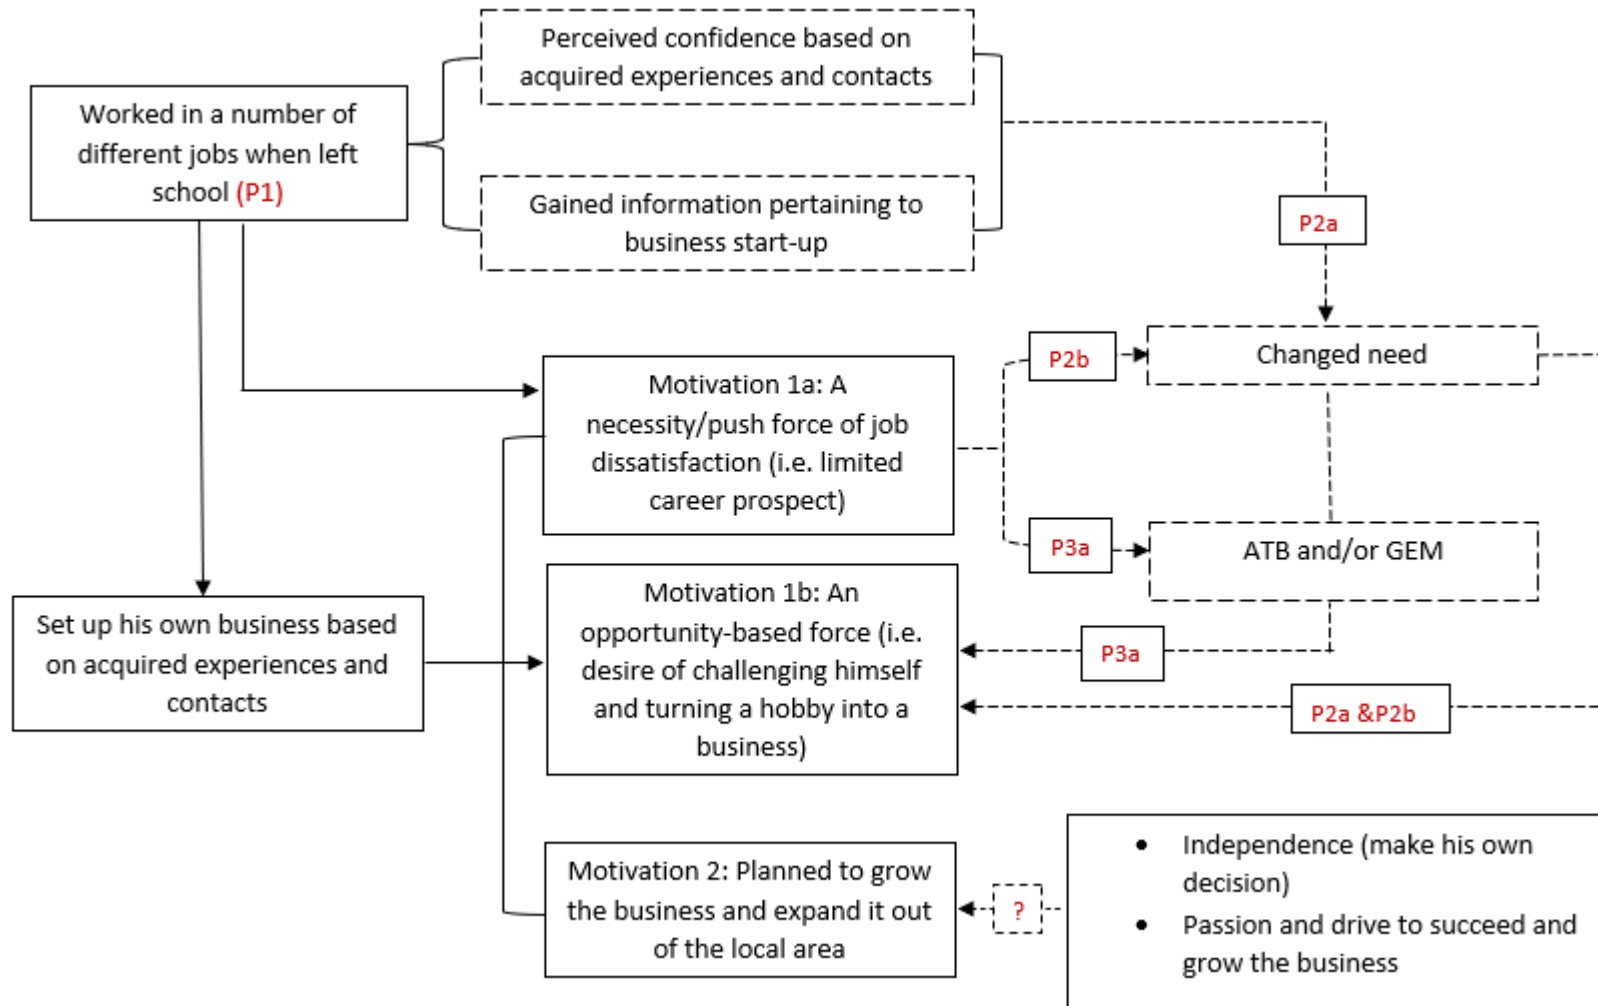 Perceived confidence based on
acquired experiences and contacts
Worked in a number of
different jobs when left
school (P1)
Gained information pertaining to
business start-up
P2a
P2b
Changed need
Motivation 1a: A
necessity/push force of job
dissatisfaction (i.e. limited
career prospect)
P3a
ATB and/or GEM
Set up his own business based
on acquired experiences and
contacts
Motivation 1b: An
opportunity-based force (i.e.
desire of challenging himself
and turning a hobby into a
business)
P3a
P2a &P2b
Motivation 2: Planned to grow
the business and expand it out
of the local area
?
• Independence (make his own
decision)
• Passion and drive to succeed and
grow the business